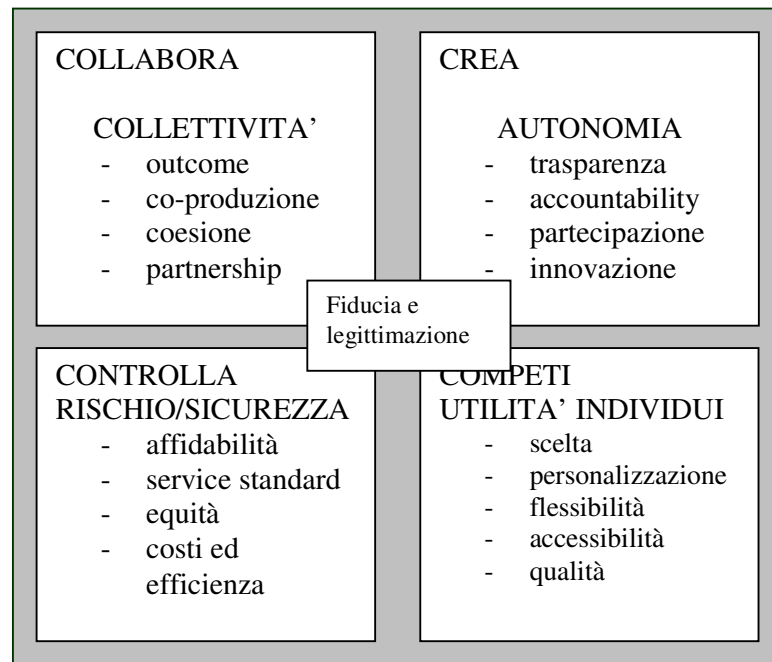 COLLABORA
COLLETTIVITA’
- outcome
- co-produzione
- coesione
- partnership
CREA
AUTONOMIA
- trasparenza
- accountability
- partecipazione
- innovazione
Fiducia e
legittimazione
CONTROLLA
RISCHIO/SICUREZZA
- affidabilità
- service standard
- equità
- costi ed
efficienza
COMPETI
UTILITA’ INDIVIDUI
- scelta
- personalizzazione
- flessibilità
- accessibilità
- qualità